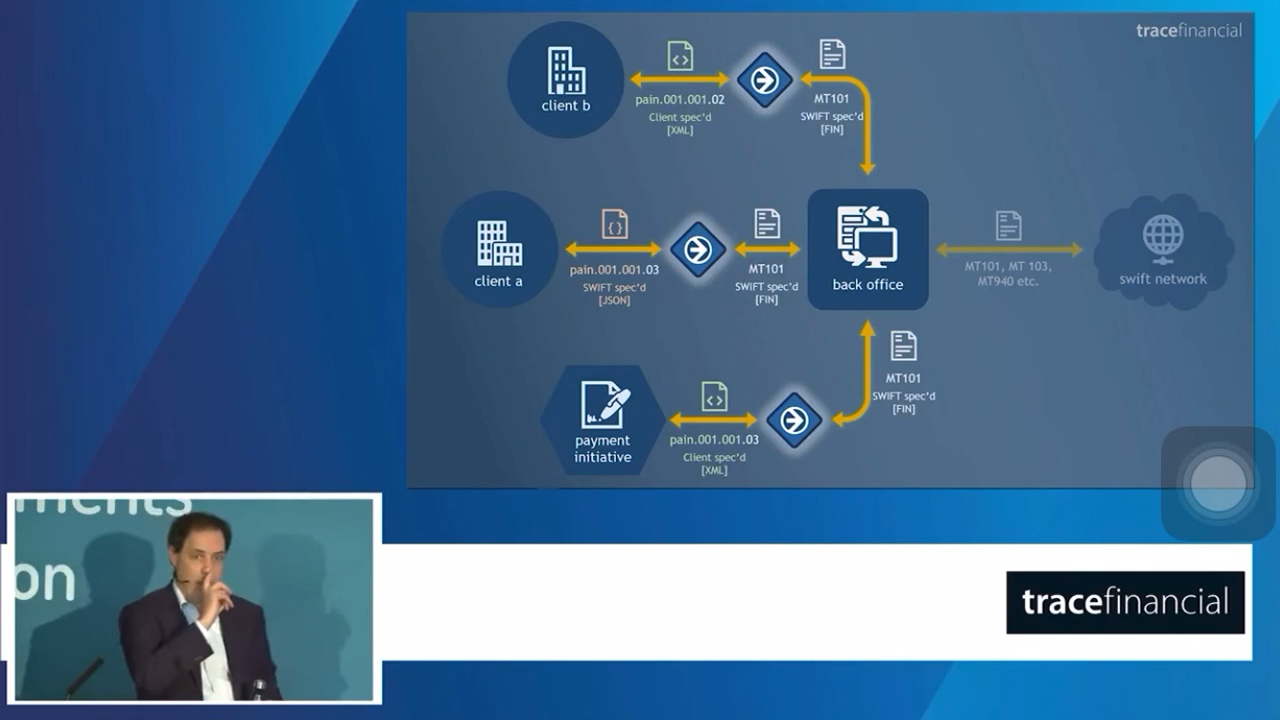 tracefinancial
client b
pain.001.001.02
Client spec'd
[XML]
MT101
SWIFT spec'd
[FIN]
client a
pain.001.001.03
SWIFT spec'd
[JSON]
MT101
SWIFT spec'd
[FIN]
back office
MT101, MT 103,
MT940 etc.
swift network
payment
initiative
pain.001.001.03
Client spec'd
[XML]
MT101
SWIFT spec'd
[FIN]
ments
on
tracefinancial